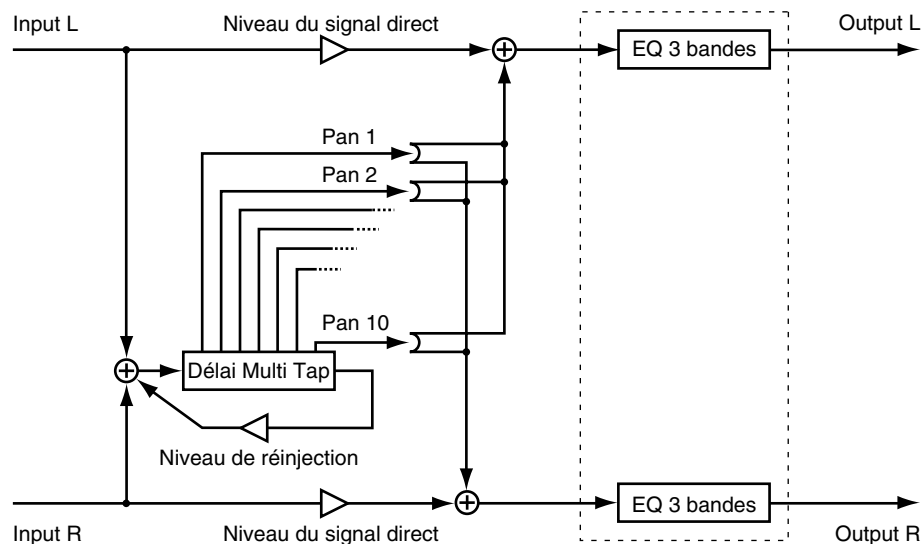 Input L
Niveau du signal direct
Output L
EQ 3 bandes
Pan 1
Pan 2
Pan 10
Délai Multi Tap
Niveau de réinjection
EQ 3 bandes
Input R
Niveau du signal direct
Output R